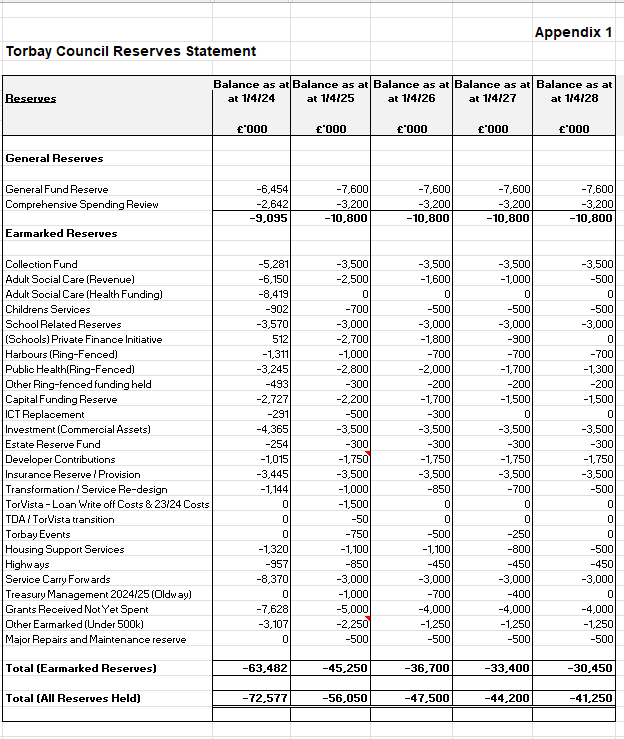 Appendix 1
Torbay Council Reserves Statement
Reserves Balance as at at 1/4/24 £'000 Balance as at at 1/4/25 £'000 Balance as at at 1/4/26 £'000 Balance as at at 1/4/27 £'000 Balance as at at 1/4/28 £'000
General Reserves
General Fund Reserve -6,454 -7,600 -7,600 -7,600 -7,600
Comprehensive Spending Review -2,642 -3,200 -3,200 -3,200 -3,200
-9,095 -10,800 -10,800 -10,800 -10,800
Earmarked Reserves
Collection Fund -5,281 -3,500 -3,500 -3,500 -3,500
Adult Social Care (Revenue) -6,150 -2,500 -1,600 -1,000 -500
Adult Social Care (Health Funding) -8,419 0 0 0 0
Childrens Services -902 -700 -500 -500 -500
School Related Reserves -3,570 -3,000 -3,000 -3,000 -3,000
(Schools) Private Finance Initiative 512 -2,700 -1,800 -900 0
Harbours (Ring-Fenced) -1,311 -1,000 -700 -700 -700
Public Health(Ring-Fenced) -3,245 -2,800 -2,000 -1,700 -1,300
Other Ring-fenced funding held -493 -300 -200 -200 -200
Capital Funding Reserve -2,727 -2,200 -1,700 -1,500 -1,500
ICT Replacement -291 -500 -300 0 0
Investment (Commercial Assets) -4,365 -3,500 -3,500 -3,500 -3,500
Estate Reserve Fund -254 -300 -300 -300 -300
Developer Contributions -1,015 -1,750 -1,750 -1,750 -1,750
Insurance Reserve / Provision -3,445 -3,500 -3,500 -3,500 -3,500
Transformation / Service Re-design -1,144 -1,000 -850 -700 -500
TorVista - Loan Write off Costs & 23/24 Costs 0 -1,500 0 0 0
TDA / TorVista transition 0 -50 0 0 0
Torbay Events 0 -750 -500 -250 0
Housing Support Services -1,320 -1,100 -1,100 -800 -500
Highways -957 -850 -450 -450 -450
Service Carry Forwards -8,370 -3,000 -3,000 -3,000 -3,000
Treasury Management 2024/25 (Oldway) 0 -1,000 -700 -400 0
Grants Received Not Yet Spent -7,628 -5,000 -4,000 -4,000 -4,000
Other Earmarked (Under 500k) -3,107 -2,250 -1,250 -1,250 -1,250
Major Repairs and Maintenance reserve 0 -500 -500 -500 -500
Total (Earmarked Reserves) -63,482 -45,250 -36,700 -33,400 -30,450
Total (All Reserves Held) -72,577 -56,050 -47,500 -44,200 -41,250